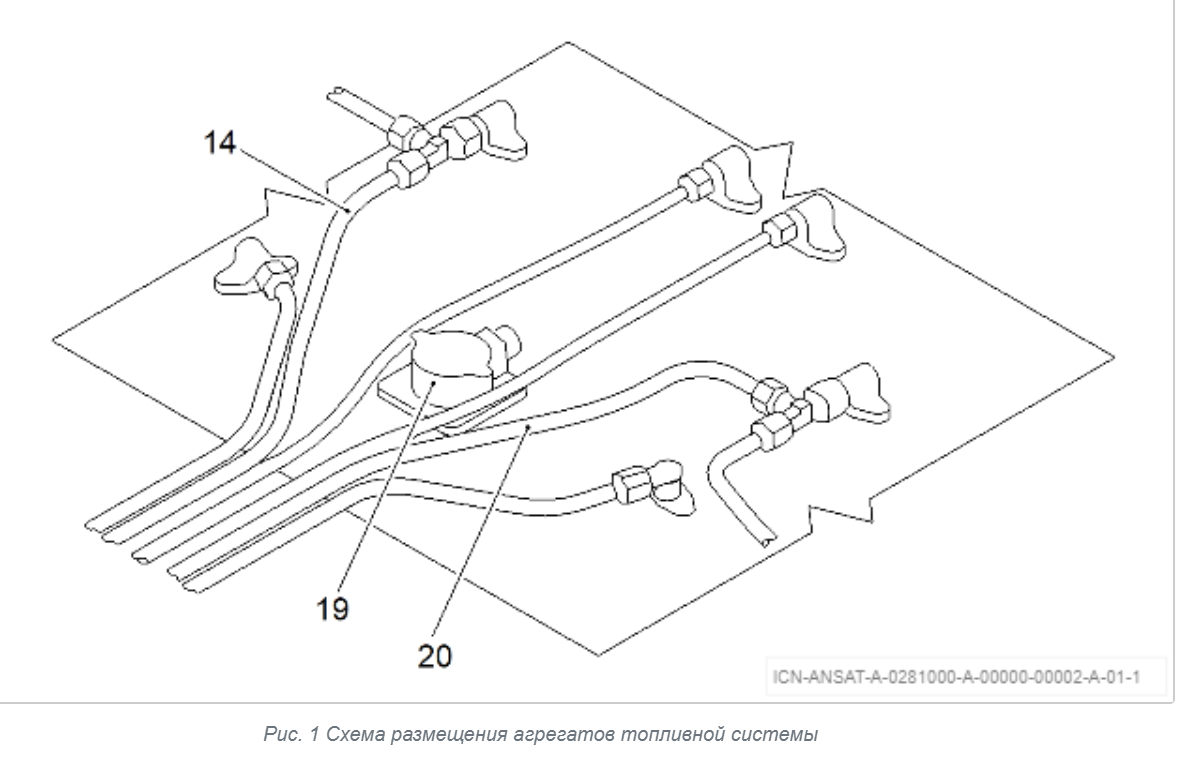 14
19
20
ICN-ANSAT-A-0281000-A-00000-00002-A-01-1
Рис. 1 Схема размещения агрегатов топливной системы